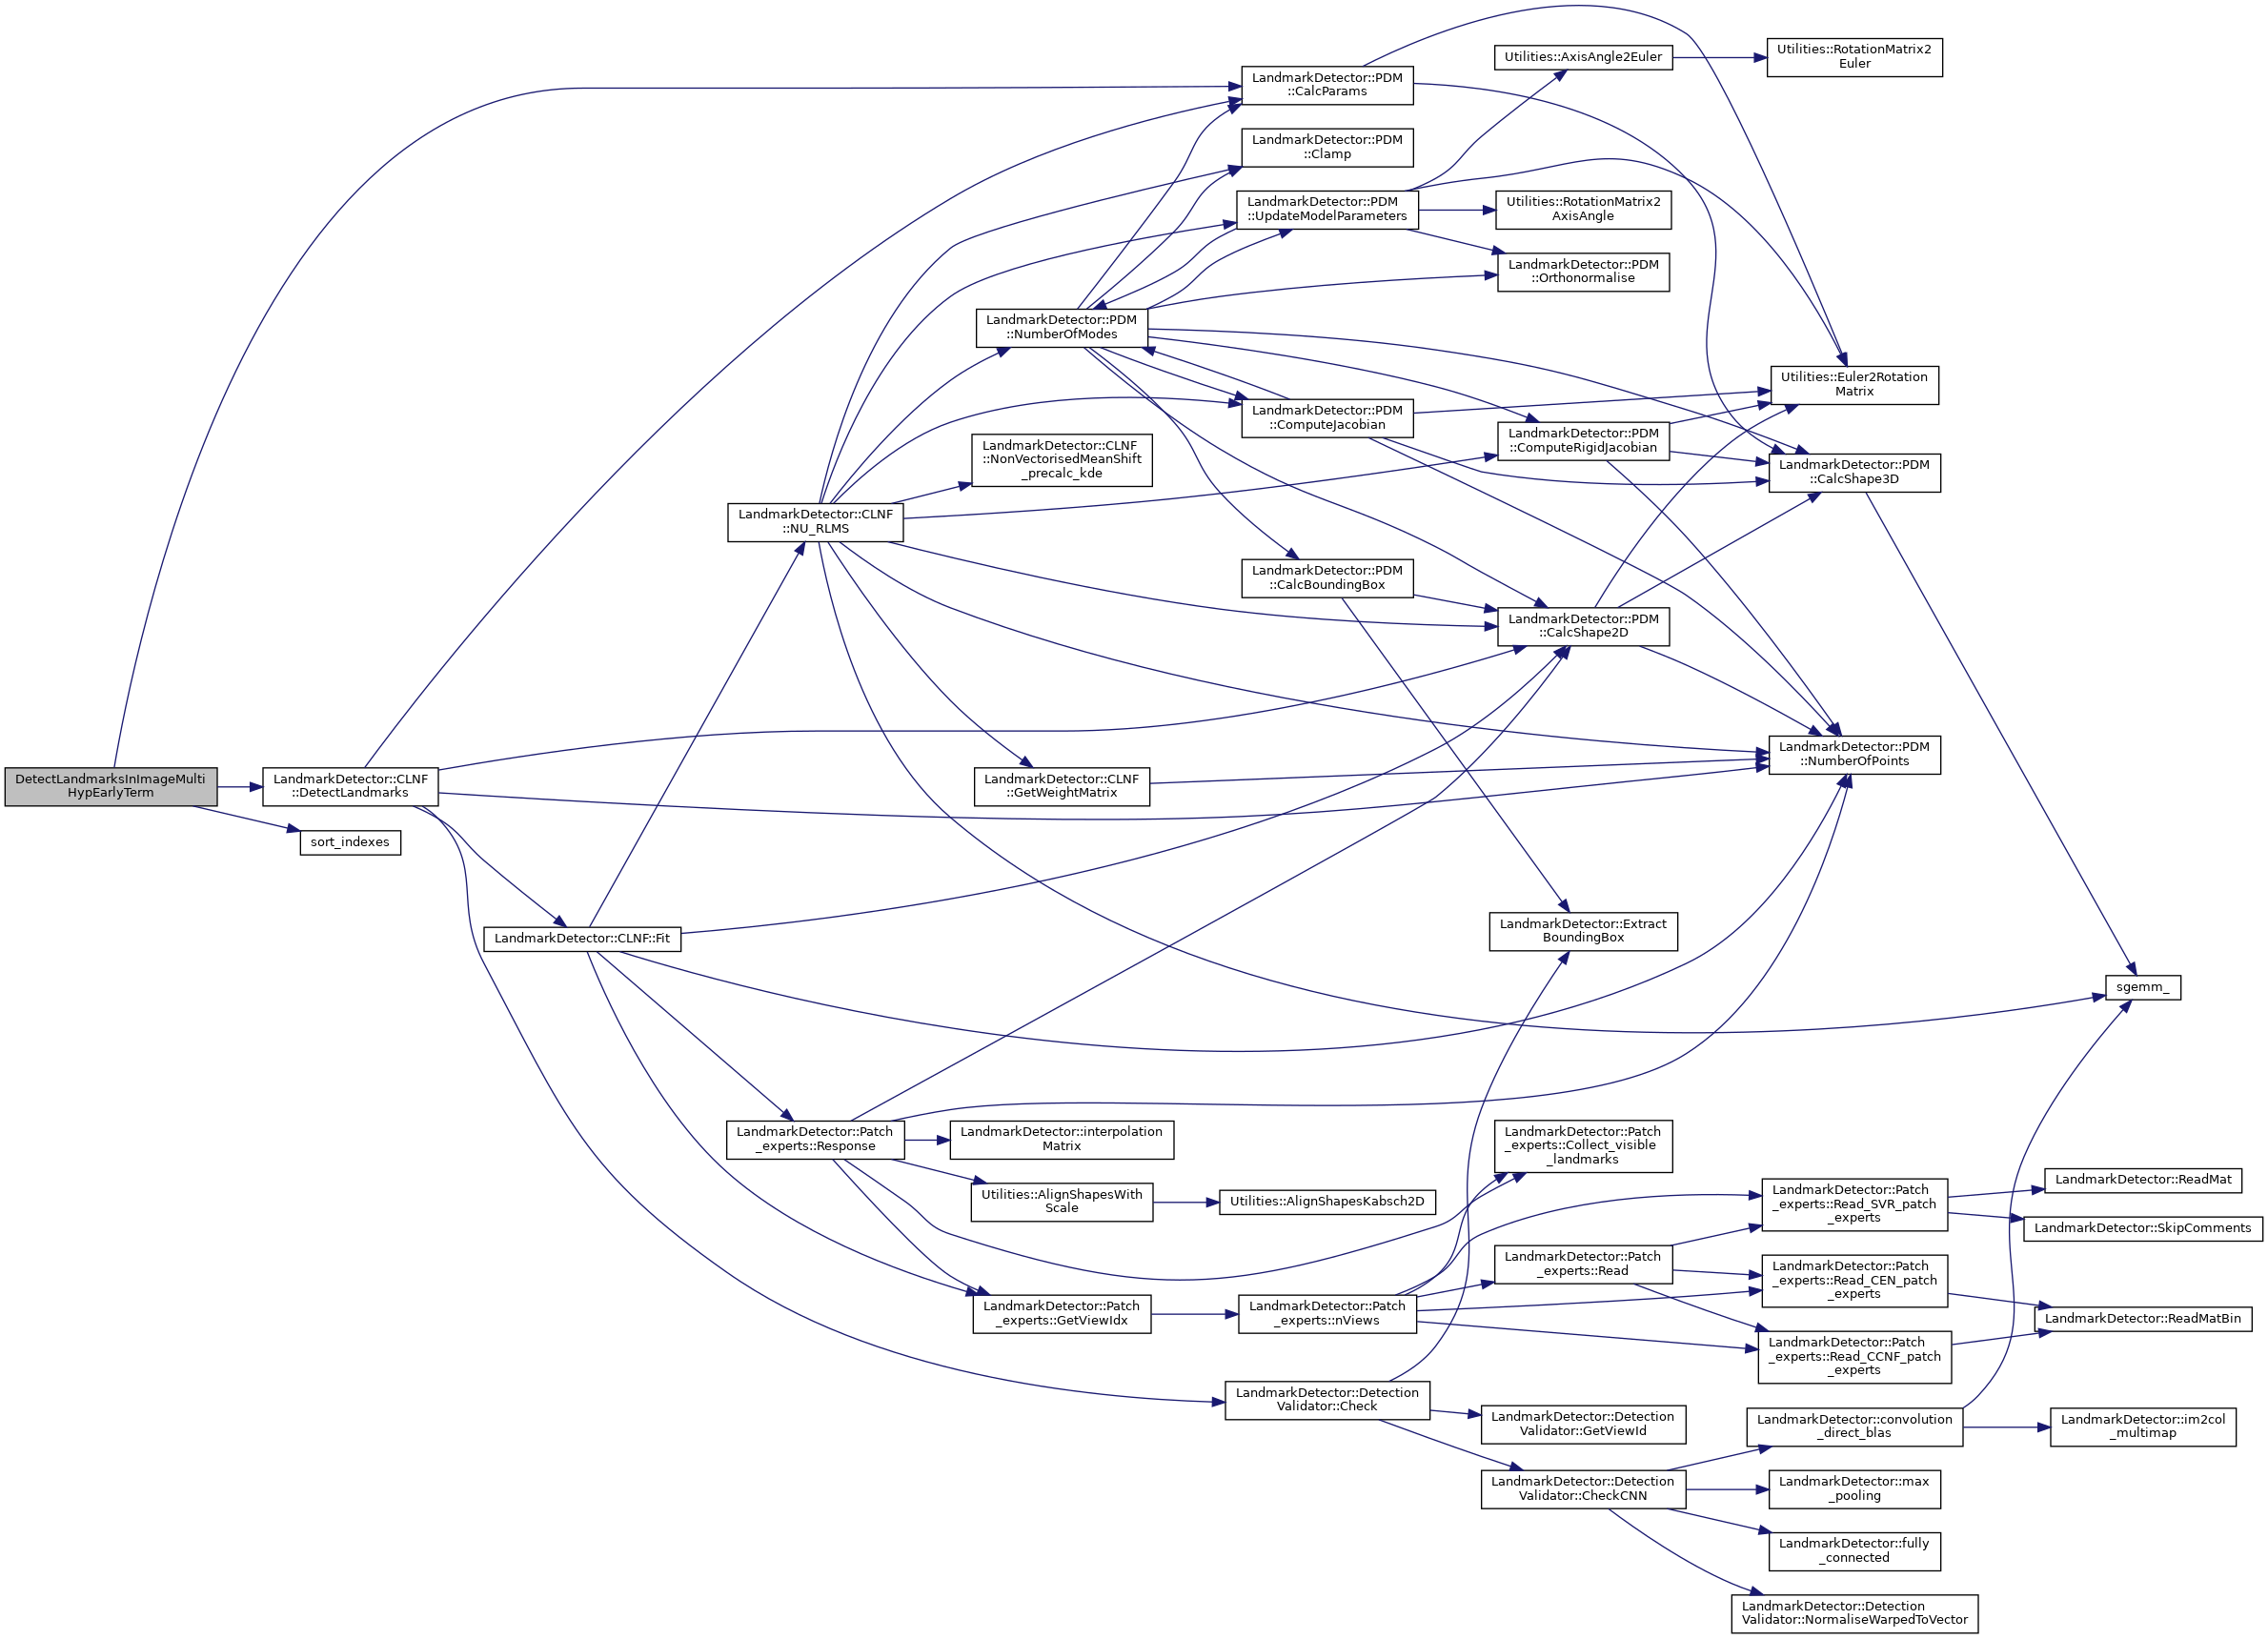 DetectLandmarksInImageMulti
HypEarlyTerm
LandmarkDetector::CLNF
::DetectLandmarks
sort_indexes
LandmarkDetector::CLNF::Fit
LandmarkDetector::CLNF
::NU_RLMS
LandmarkDetector::Patch
_experts::Response
LandmarkDetector::PDM
::NumberOfModes
LandmarkDetector::CLNF
::NonVectorisedMeanShift
_precalc_kde
LandmarkDetector::CLNF
::GetWeightMatrix
LandmarkDetector::interpolation
Matrix
Utilities::AlignShapesWith
Scale
LandmarkDetector::Patch
_experts::GetViewIdx
LandmarkDetector::PDM
::CalcParams
LandmarkDetector::PDM
::Clamp
LandmarkDetector::PDM
::UpdateModelParameters
LandmarkDetector::PDM
::ComputeJacobian
LandmarkDetector::PDM
::CalcBoundingBox
LandmarkDetector::Patch
_experts::nViews
LandmarkDetector::Detection
Validator::Check
Utilities::AxisAngle2Euler
Utilities::RotationMatrix2
AxisAngle
LandmarkDetector::PDM
::Orthonormalise
LandmarkDetector::PDM
::ComputeRigidJacobian
LandmarkDetector::PDM
::CalcShape2D
LandmarkDetector::Extract
BoundingBox
LandmarkDetector::Patch
_experts::Collect_visible
_landmarks
Utilities::AlignShapesKabsch2D
LandmarkDetector::Patch
_experts::Read
LandmarkDetector::Detection
Validator::GetViewId
LandmarkDetector::Detection
Validator::CheckCNN
Utilities::RotationMatrix2
Euler
Utilities::Euler2Rotation
Matrix
LandmarkDetector::PDM
::CalcShape3D
LandmarkDetector::PDM
::NumberOfPoints
LandmarkDetector::Patch
_experts::Read_SVR_patch
_experts
LandmarkDetector::Patch
_experts::Read_CEN_patch
_experts
LandmarkDetector::Patch
_experts::Read_CCNF_patch
_experts
LandmarkDetector::convolution
_direct_blas
LandmarkDetector::max
_pooling
LandmarkDetector::fully
_connected
LandmarkDetector::Detection
Validator::NormaliseWarpedToVector
sgemm_
LandmarkDetector::ReadMat
LandmarkDetector::SkipComments
LandmarkDetector::ReadMatBin
LandmarkDetector::im2col
_multimap